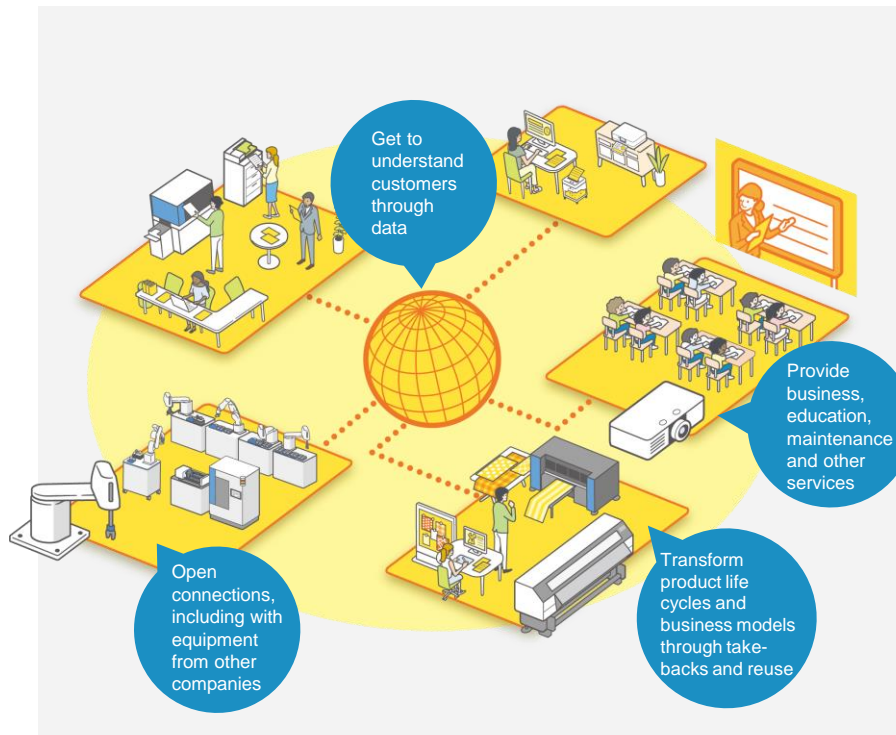 Get to
understand
customers
through
data
Provide
business,
education,
maintenance
and other
services
Open
connections,
including with
equipment
from other
companies
Transform
product life
cycles and
business models
through take-
backs and reuse